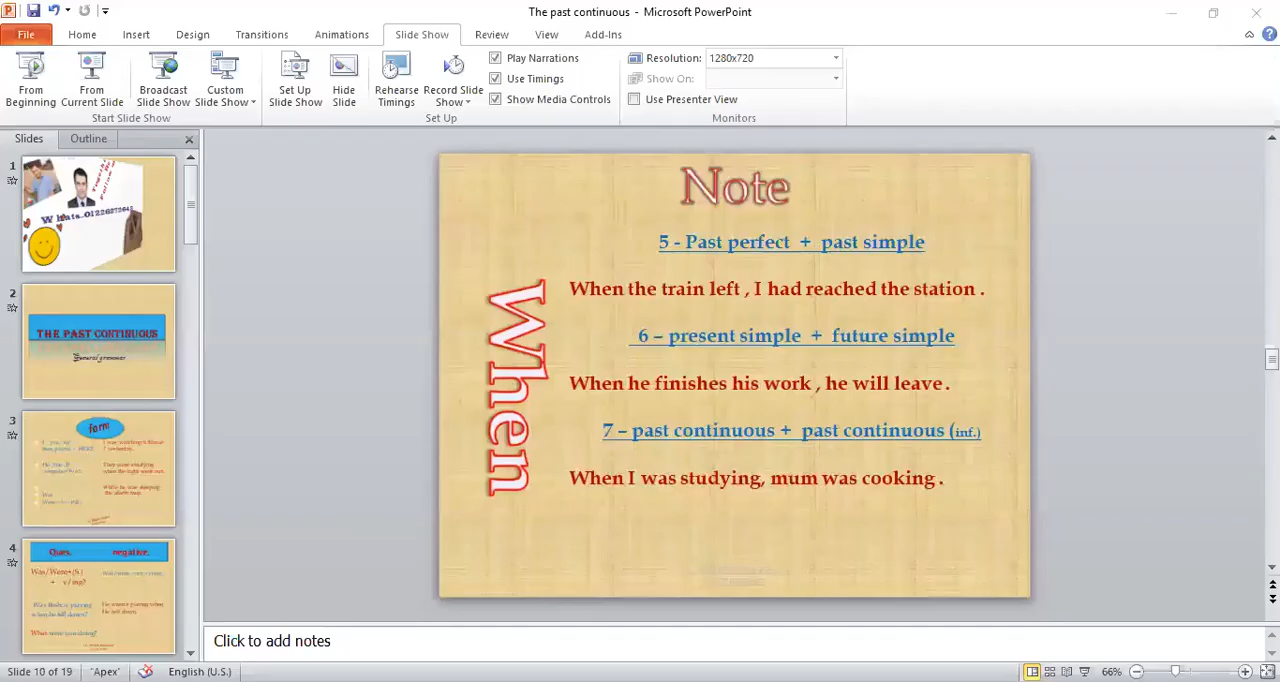 The past continuous - Microsoft PowerPoint
File Home Insert Design Transitions Animations Slide Show Review View Add-Ins
From Beginning
From Current Slide
Broadcast Slide Show
Custom Slide Show
Start Slide Show
Set Up Slide Show
Hide Slide
Rehearse Timings
Record Slide Show
Play Narrations
Use Timings
Show Media Controls
Set Up
Resolution: 1280x720
Show On:
Use Presenter View
Monitors
Slides Outline
1
2
THE PAST CONTINUOUS
General grammar
3
form
4
Ques. negative.
Note
When
5 - Past perfect + past simple
When the train left , I had reached the station .
6 – present simple + future simple
When he finishes his work , he will leave .
7 – past continuous + past continuous (inf.)
When I was studying, mum was cooking .
Click to add notes
Slide 10 of 19 "Apex" English (U.S.) 66%